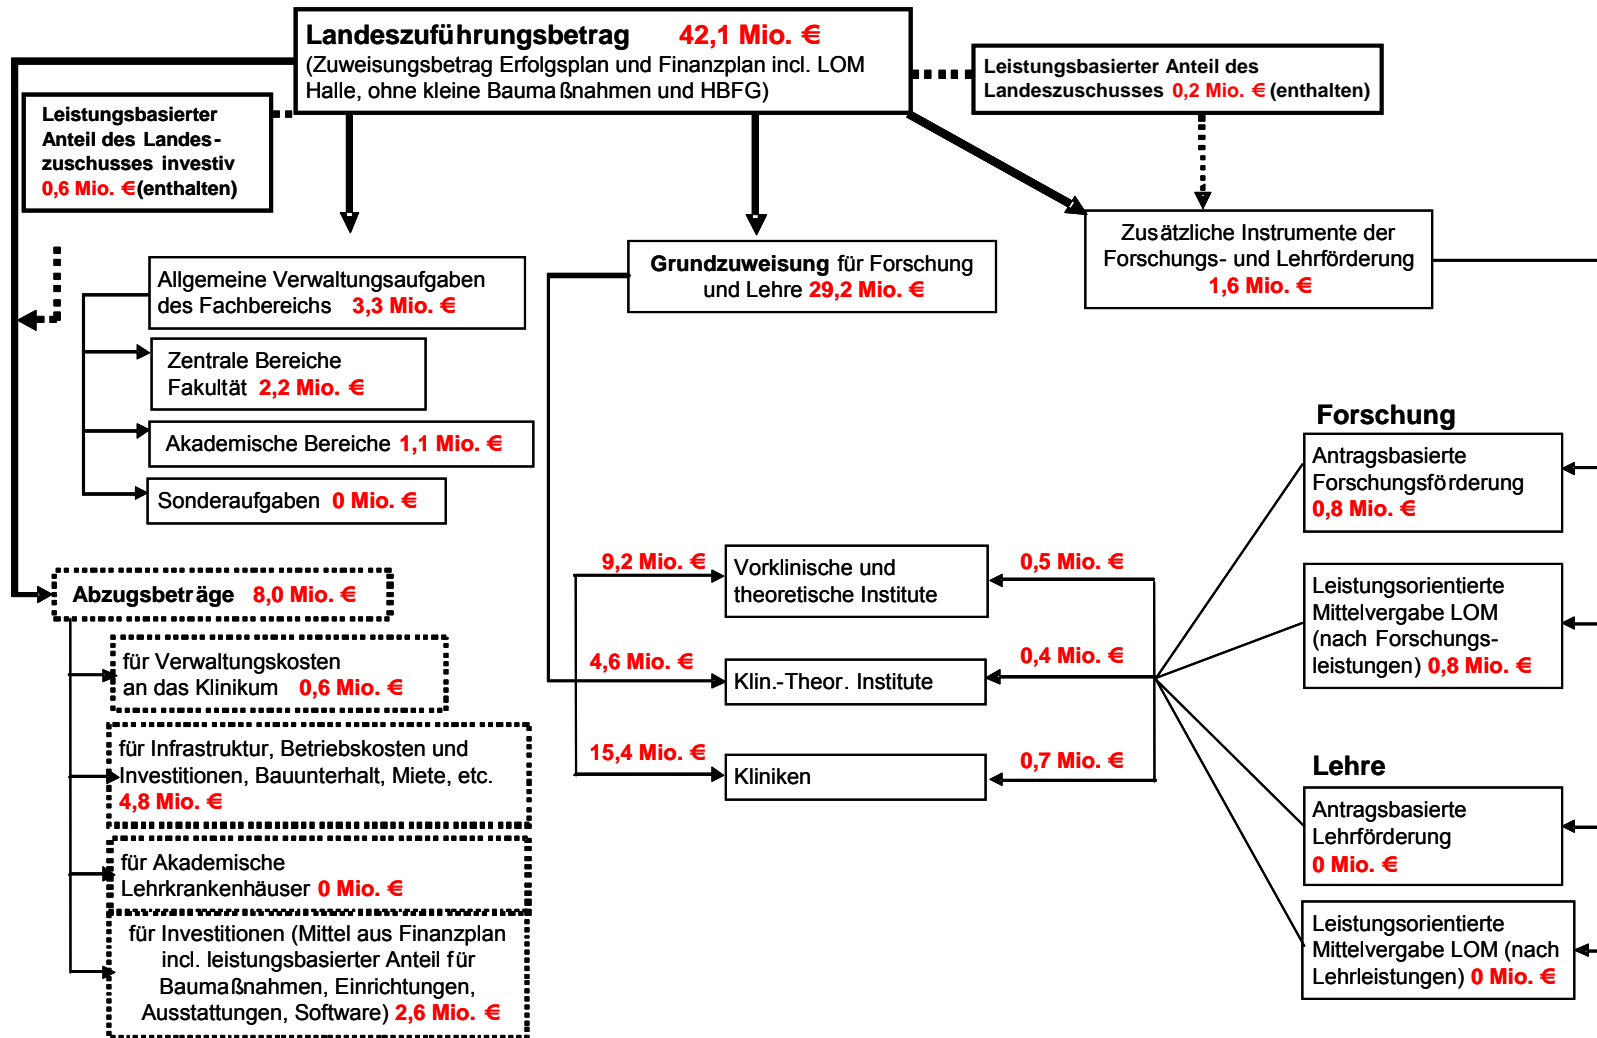 Landeszuführungsbetrag 42,1 Mio. €
(Zuweisungsbetrag Erfolgsplan und Finanzplan incl. LOM
Halle, ohne kleine Baumaßnahmen und HBFG)
Leistungsbasierter Anteil des
Landeszuschusses 0,2 Mio. € (enthalten)
Leistungsbasierter
Anteil des Landes-
zuschusses investiv
0,6 Mio. € (enthalten)
Allgemeine Verwaltungsaufgaben
des Fachbereichs 3,3 Mio. €
Zentrale Bereiche
Fakultät 2,2 Mio. €
Akademische Bereiche 1,1 Mio. €
Sonderaufgaben 0 Mio. €
Grundzuweisung für Forschung
und Lehre 29,2 Mio. €
Zusätzliche Instrumente der
Forschungs- und Lehrförderung
1,6 Mio. €
Abzugsbeträge 8,0 Mio. €
für Verwaltungskosten
an das Klinikum 0,6 Mio. €
für Infrastruktur, Betriebskosten und
Investitionen, Bauunterhalt, Miete, etc.
4,8 Mio. €
für Akademische
Lehrkrankenhäuser 0 Mio. €
für Investitionen (Mittel aus Finanzplan
incl. leistungsbasierter Anteil für
Baumaßnahmen, Einrichtungen,
Ausstattungen, Software) 2,6 Mio. €
9,2 Mio. €
Vorklinische und
theoretische Institute
0,5 Mio. €
4,6 Mio. €
Klin.-Theor. Institute
0,4 Mio. €
15,4 Mio. €
Kliniken
0,7 Mio. €
Forschung
Antragsbasierte
Forschungsförderung
0,8 Mio. €
Leistungsorientierte
Mittelvergabe LOM
(nach Forschungs-
leistungen) 0,8 Mio. €
Lehre
Antragsbasierte
Lehrförderung
0 Mio. €
Leistungsorientierte
Mittelvergabe LOM (nach
Lehrleistungen) 0 Mio. €